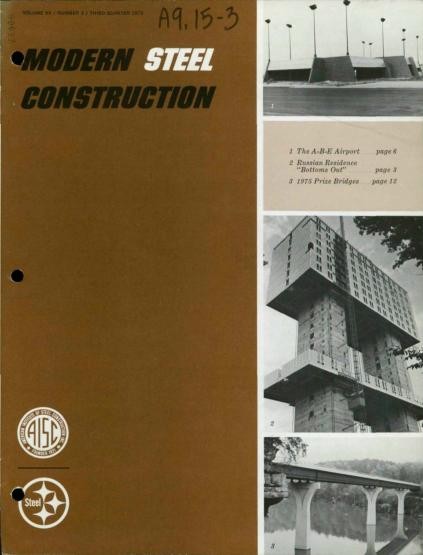 VOLUME XV / NUMBER 3 / THIRD QUARTER 1975
A9.15-3
MODERN STEEL
CONSTRUCTION
1
1 The A-B-E Airport page 6
2 Russian Residence
"Bottoms Out" page 3
3 1975 Prize Bridges page 12
2
AISC
Steel
3